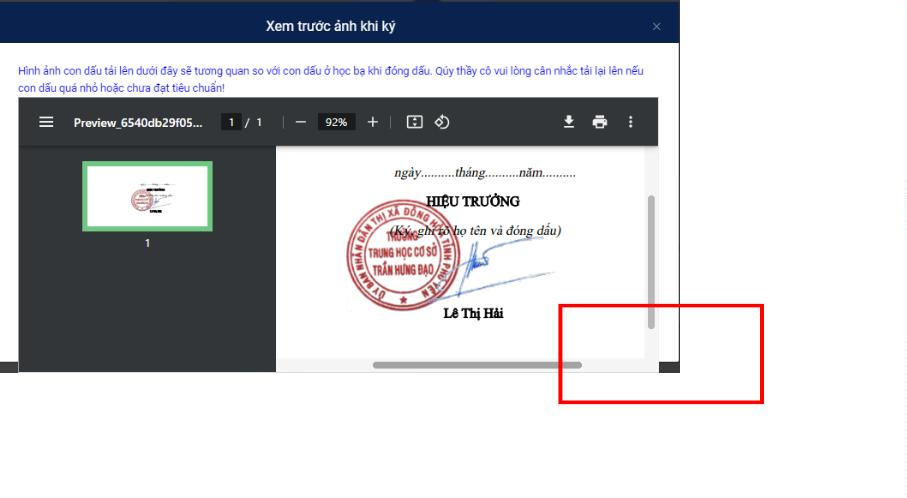 Xem trước ảnh khi ký
Hình ảnh con dấu tải lên dưới đây sẽ tương quan so với con dấu ở học bạ khi đóng dấu. Qúy thầy cô vui lòng cân nhắc tải lại lên nếu
con dấu quá nhỏ hoặc chưa đạt tiêu chuẩn!
Preview_6540db29f05... 1 / 1 92%
1
ngày..........tháng..........năm..........
HIỆU TRƯỞNG
(Ký, ghi rõ họ tên và đóng dấu)
ỦY BAN NHÂN DÂN THỊ XÃ ĐÔNG HÒA TỈNH PHÚ YÊN
TRƯỜNG
TRUNG HỌC CƠ SỞ
TRẦN HƯNG ĐẠO
Lê Thị Hải